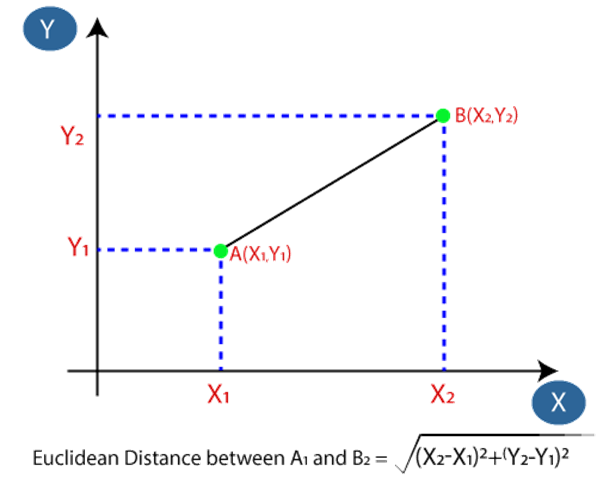 Y
Y₂
B(X₂,Y₂)
Y₁
A(X₁,Y₁)
X₁
X₂
X
Euclidean Distance between A₁ and B₂ = √(X₂-X₁)²+(Y₂-Y₁)²